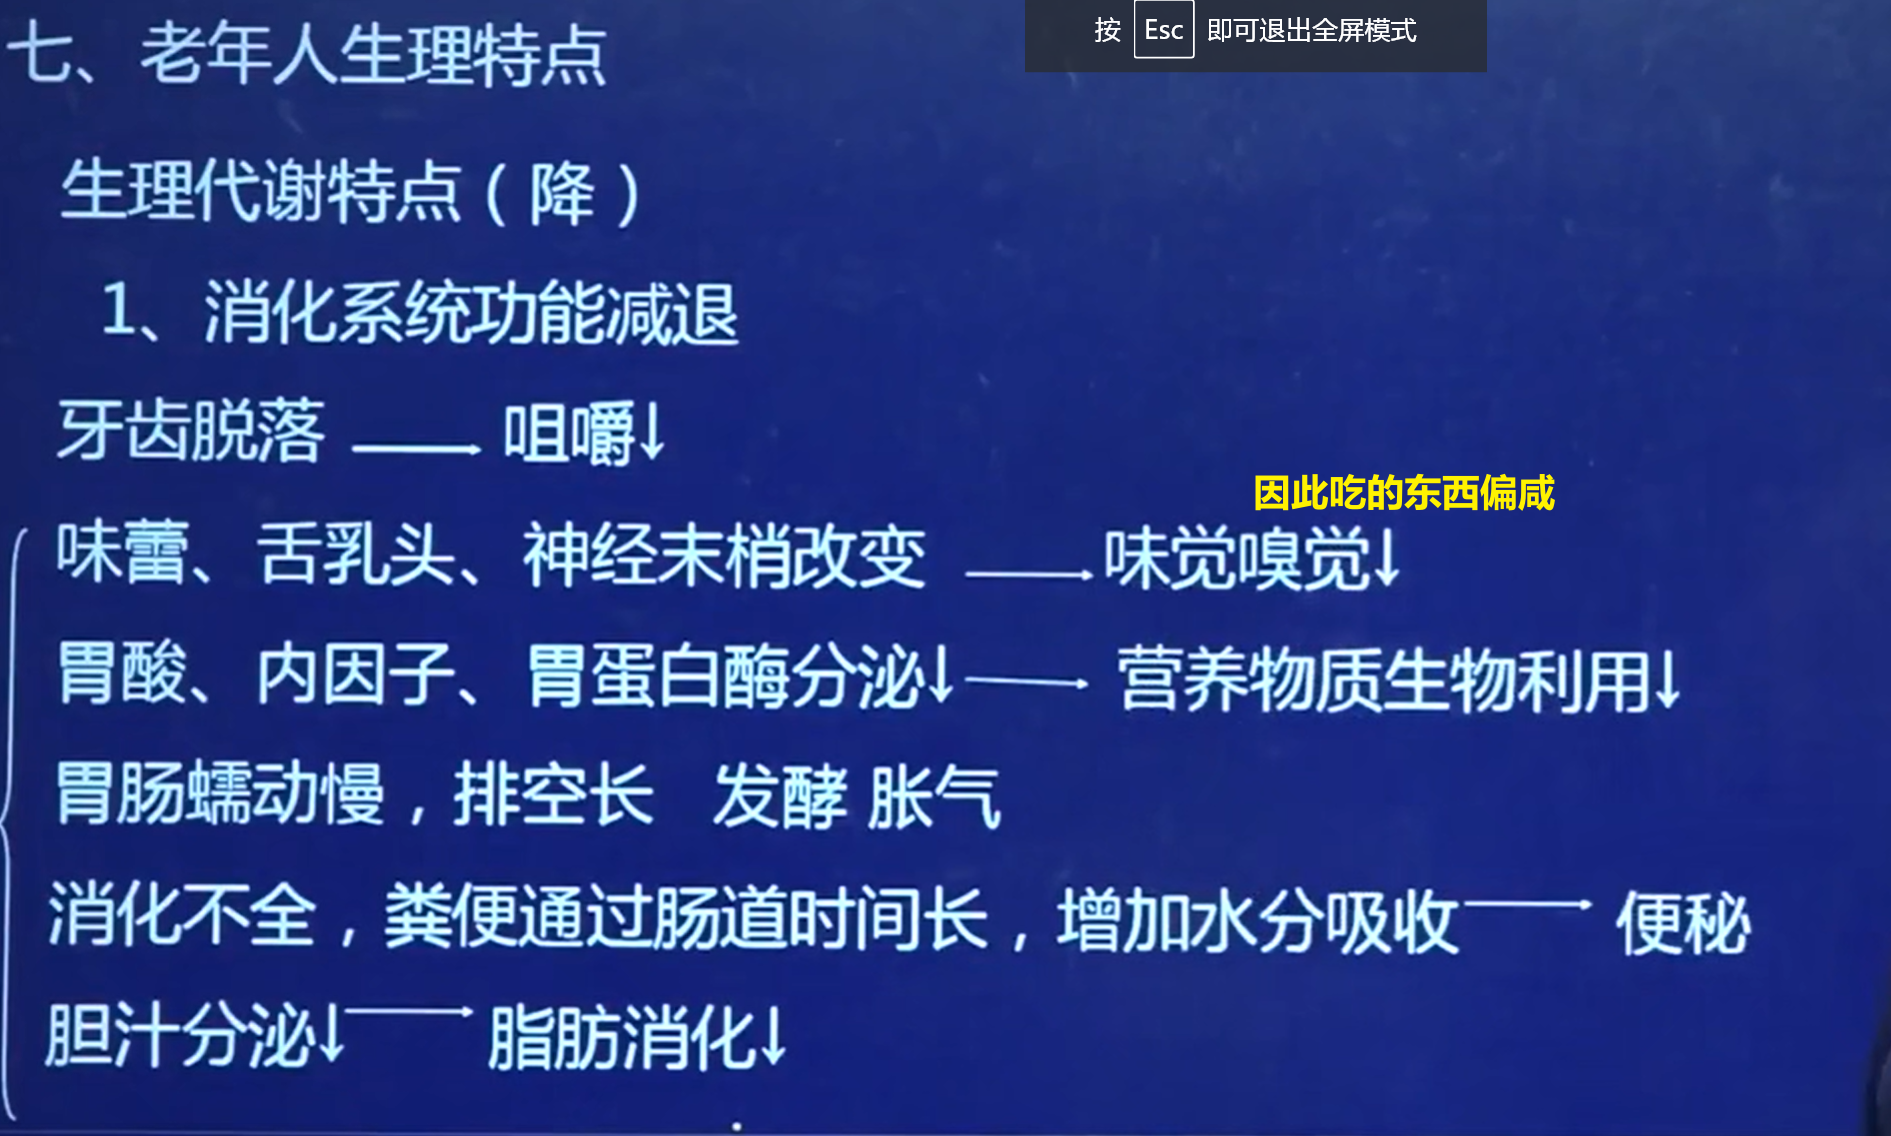 按 Esc 即可退出全屏模式
七、老年人生理特点
生理代谢特点（降）
1、消化系统功能减退
牙齿脱落 ⟶ 咀嚼↓
因此吃的东西偏咸
味蕾、舌乳头、神经末梢改变 ⟶ 味觉嗅觉↓
胃酸、内因子、胃蛋白酶分泌↓ ⟶ 营养物质生物利用↓
胃肠蠕动慢，排空长 发酵 胀气
消化不全，粪便通过肠道时间长，增加水分吸收 ⟶ 便秘
胆汁分泌↓ ⟶ 脂肪消化↓